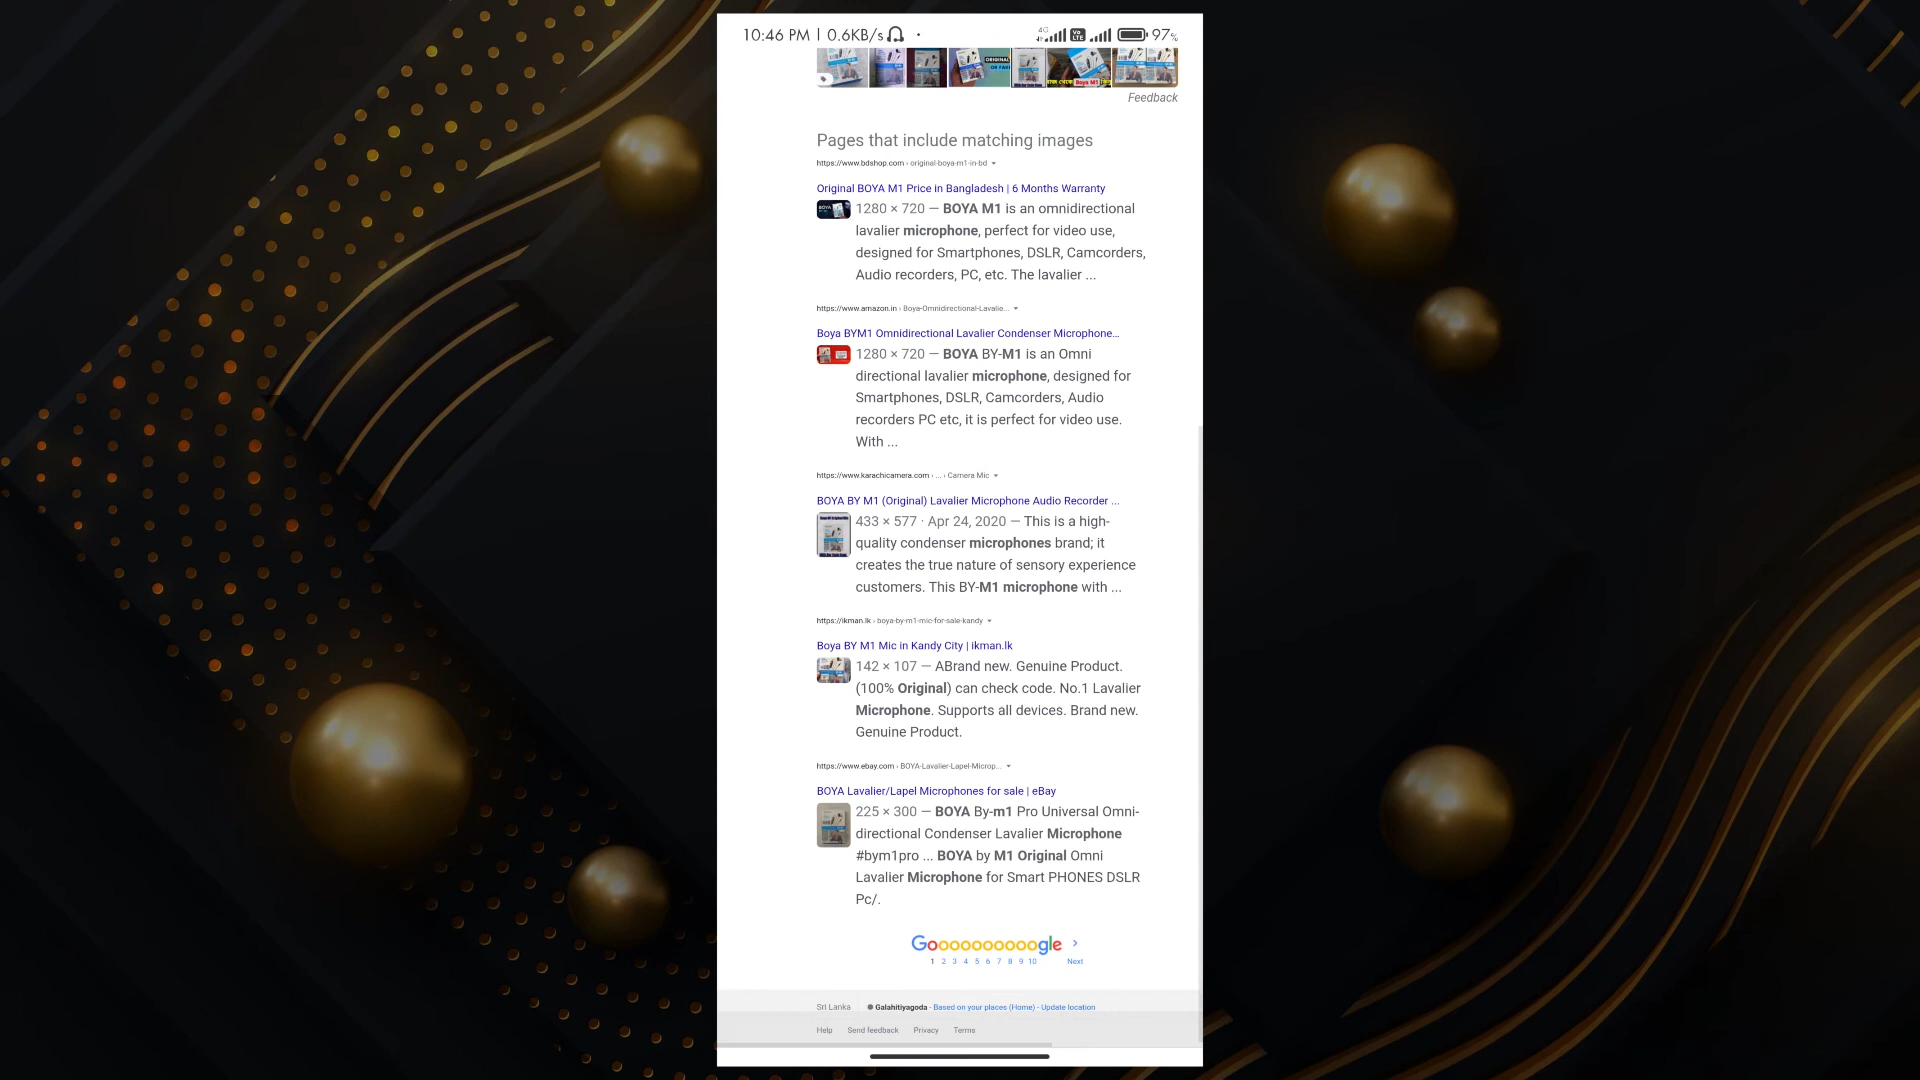 10:46 PM | 0.6KB/s
4G Vo LTE 97%
ORIGINAL
OR FAKE
Boya M1
Feedback
Pages that include matching images
https://www.bdshop.com › original-boya-m1-in-bd
Original BOYA M1 Price in Bangladesh | 6 Months Warranty
1280 × 720 — BOYA M1 is an omnidirectional
lavalier microphone, perfect for video use,
designed for Smartphones, DSLR, Camcorders,
Audio recorders, PC, etc. The lavalier ...
https://www.amazon.in › Boya-Omnidirectional-Lavalie...
Boya BYM1 Omnidirectional Lavalier Condenser Microphone...
1280 × 720 — BOYA BY-M1 is an Omni
directional lavalier microphone, designed for
Smartphones, DSLR, Camcorders, Audio
recorders PC etc, it is perfect for video use.
With ...
https://www.karachicamera.com › ... › Camera Mic
BOYA BY M1 (Original) Lavalier Microphone Audio Recorder ...
433 × 577 · Apr 24, 2020 — This is a high-
quality condenser microphones brand; it
creates the true nature of sensory experience
customers. This BY-M1 microphone with ...
https://ikman.lk › boya-by-m1-mic-for-sale-kandy
Boya BY M1 Mic in Kandy City | ikman.lk
142 × 107 — ABrand new. Genuine Product.
(100% Original) can check code. No.1 Lavalier
Microphone. Supports all devices. Brand new.
Genuine Product.
https://www.ebay.com › BOYA-Lavalier-Lapel-Microp...
BOYA Lavalier/Lapel Microphones for sale | eBay
225 × 300 — BOYA By-m1 Pro Universal Omni-
directional Condenser Lavalier Microphone
#bym1pro ... BOYA by M1 Original Omni
Lavalier Microphone for Smart PHONES DSLR
Pc/.
Goooooooooogle >
1 2 3 4 5 6 7 8 9 10 Next
Sri Lanka Galahitiyagoda - Based on your places (Home) - Update location
Help Send feedback Privacy Terms